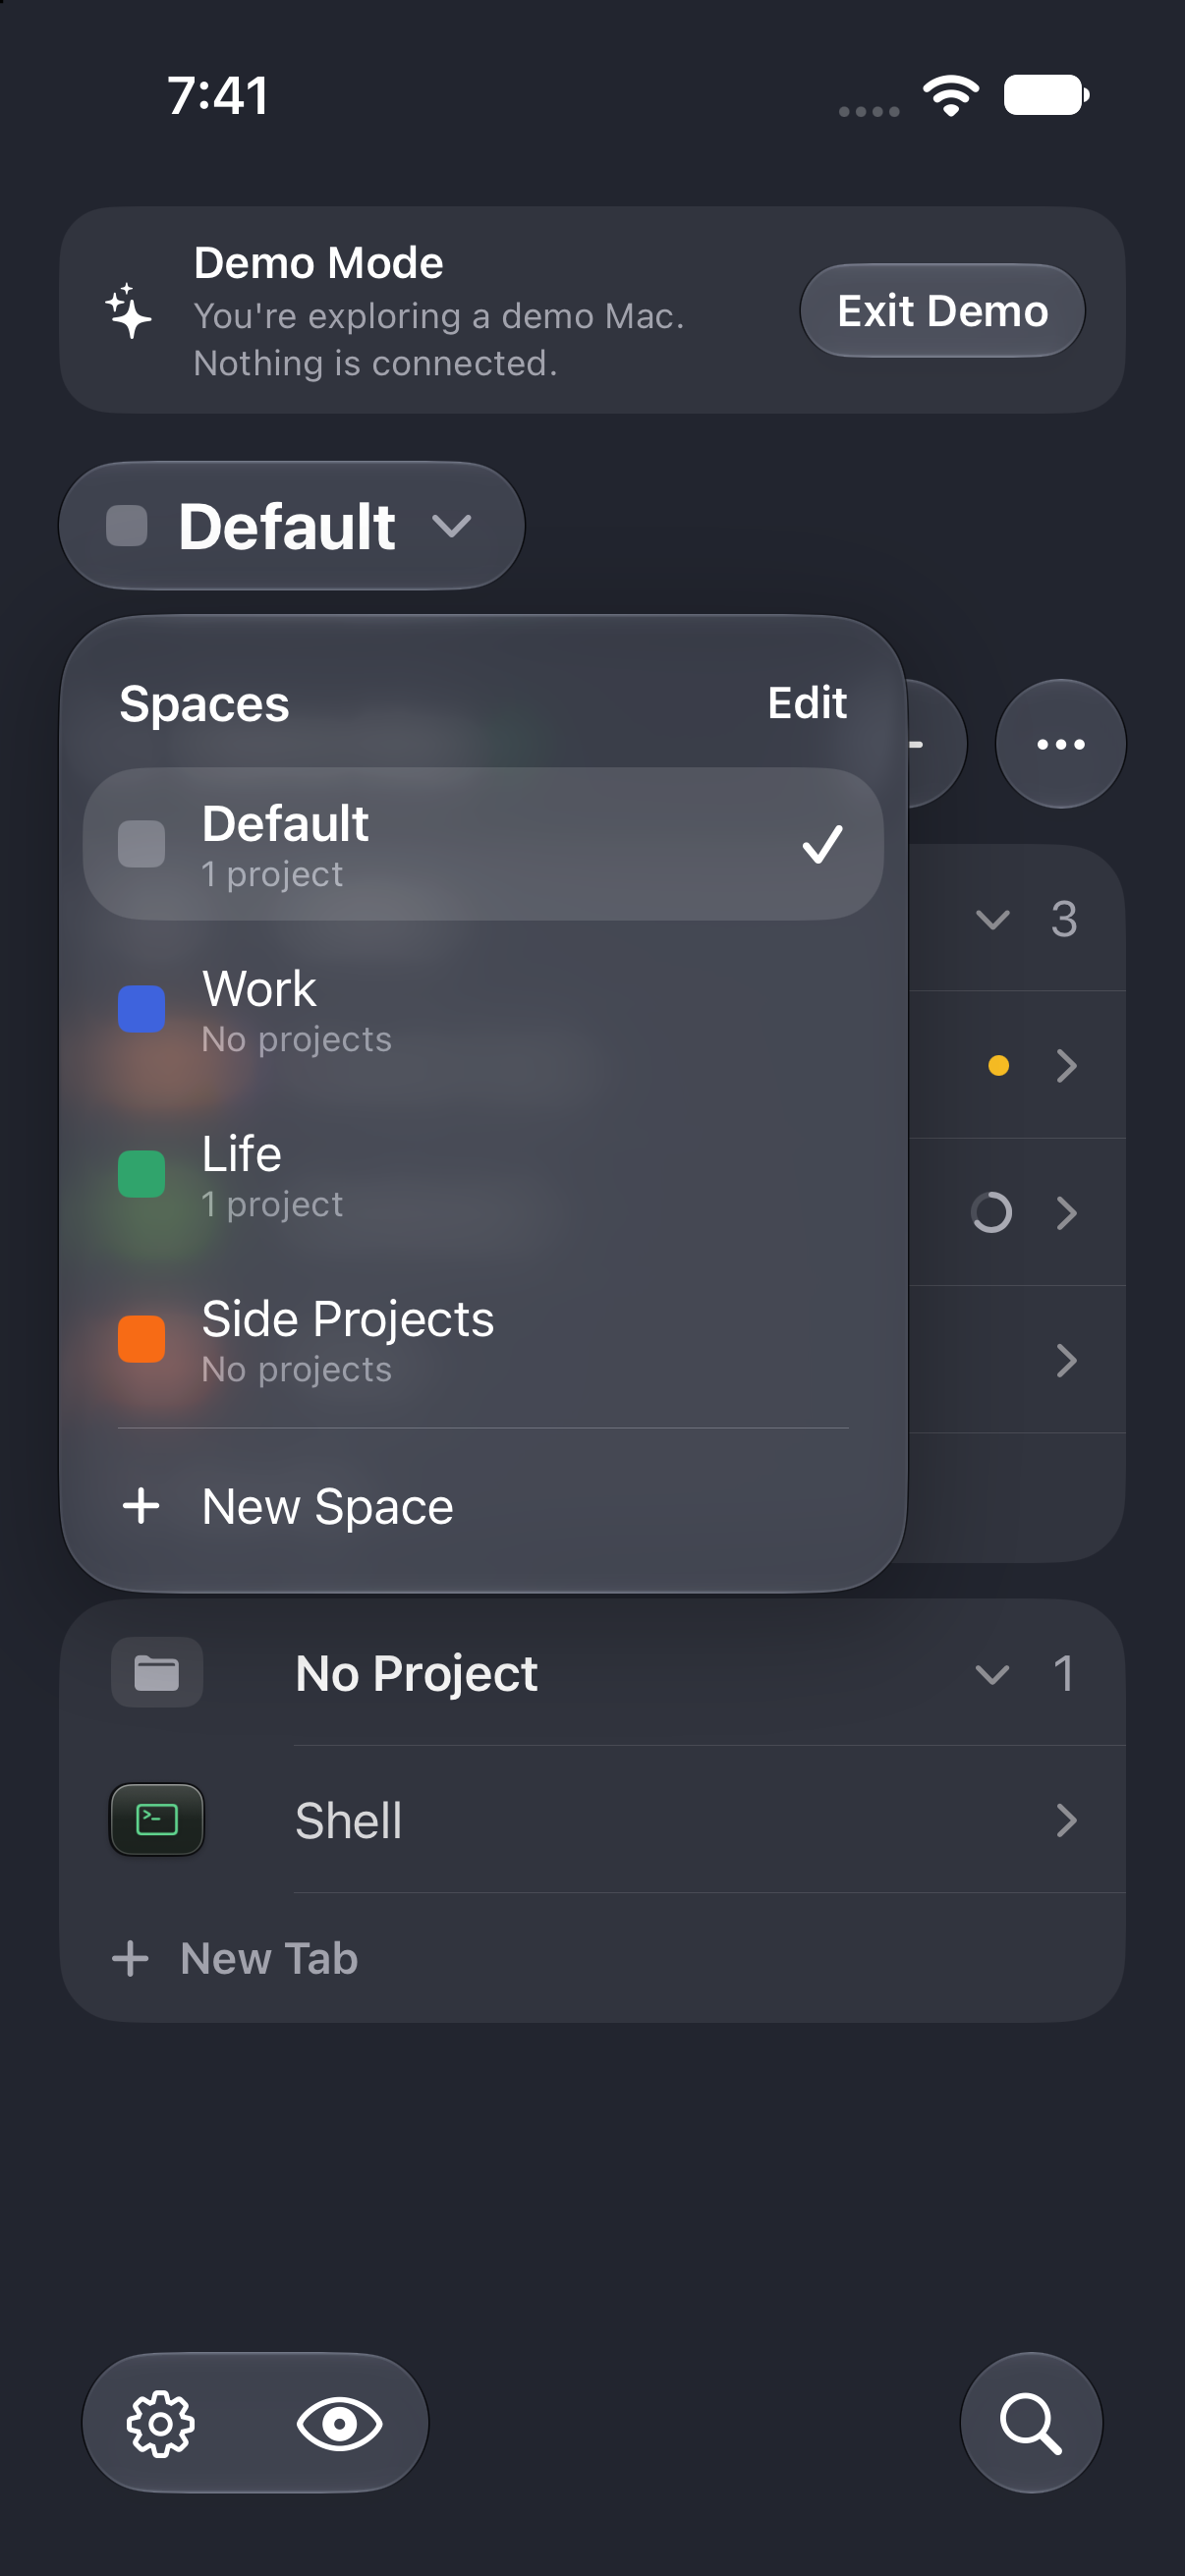 7:41
Demo Mode
You're exploring a demo Mac.
Nothing is connected.
Exit Demo
Default
Spaces
Edit
Default
1 project
Work
No projects
Life
1 project
Side Projects
No projects
New Space
3
No Project
1
Shell
New Tab